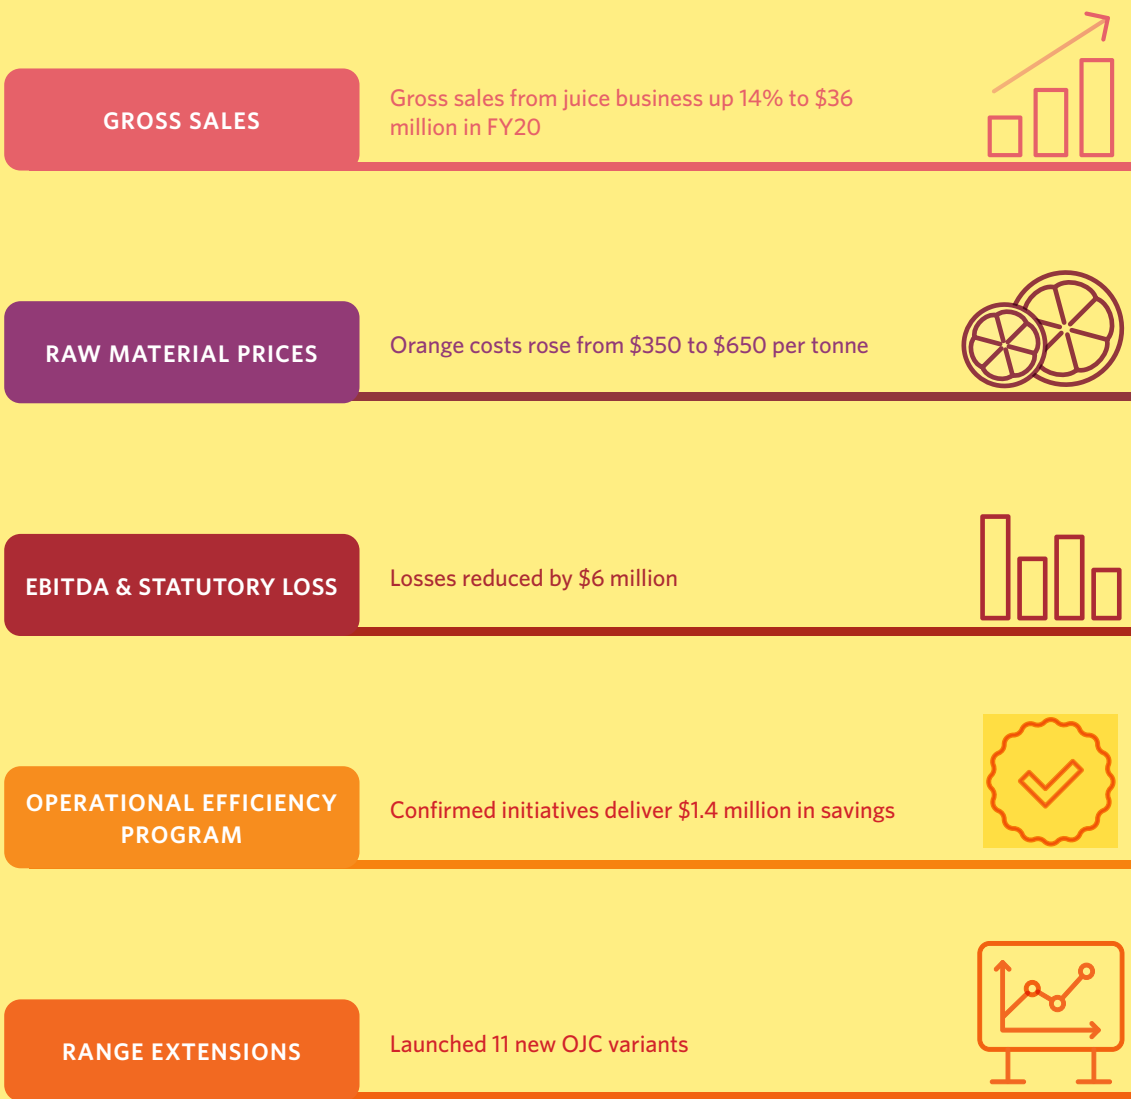 GROSS SALES
Gross sales from juice business up 14% to $36
million in FY20
RAW MATERIAL PRICES
Orange costs rose from $350 to $650 per tonne
EBITDA & STATUTORY LOSS
Losses reduced by $6 million
OPERATIONAL EFFICIENCY
PROGRAM
Confirmed initiatives deliver $1.4 million in savings
RANGE EXTENSIONS
Launched 11 new OJC variants